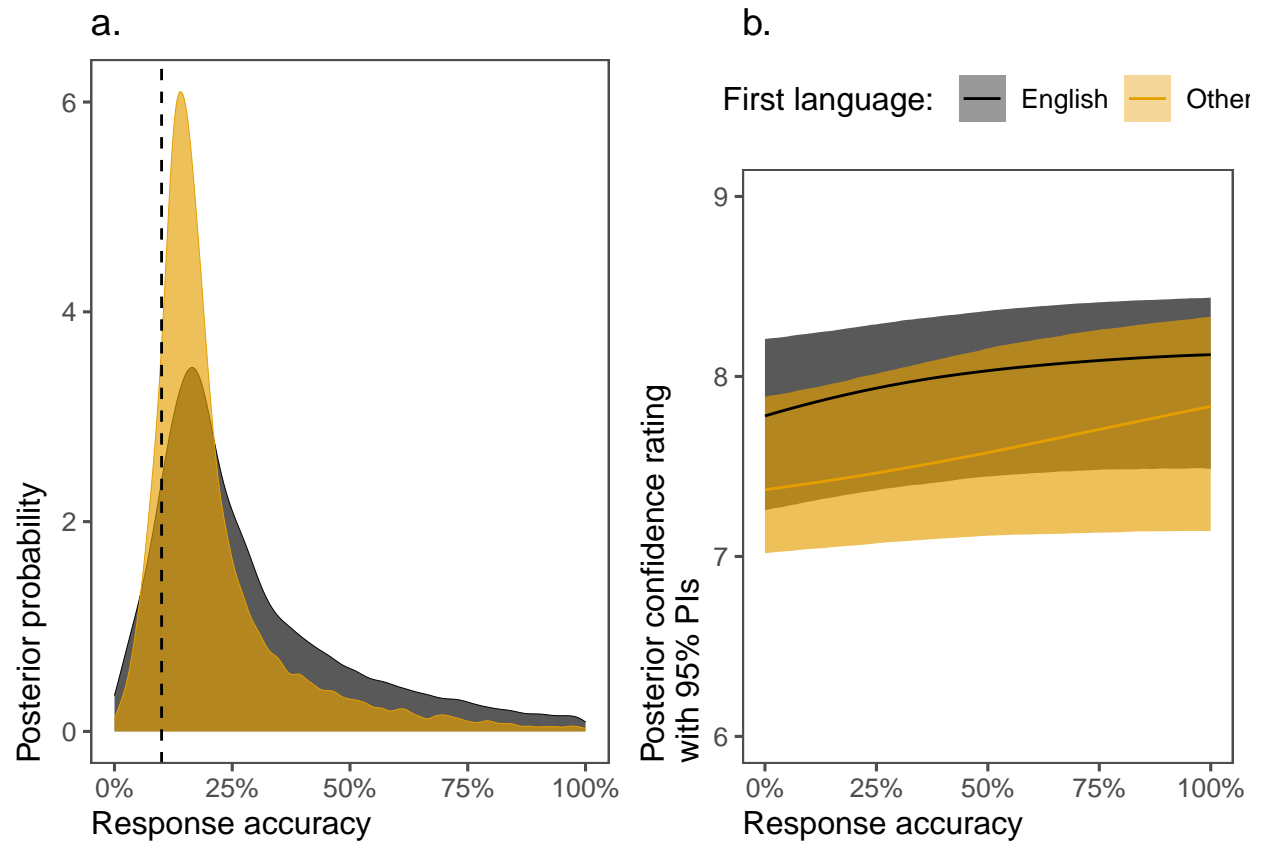 a.
6
4
2
0
Posterior probability
0% 25% 50% 75% 100%
Response accuracy
b.
First language: English Other
9
8
7
6
Posterior confidence rating
with 95% PIs
0% 25% 50% 75% 100%
Response accuracy